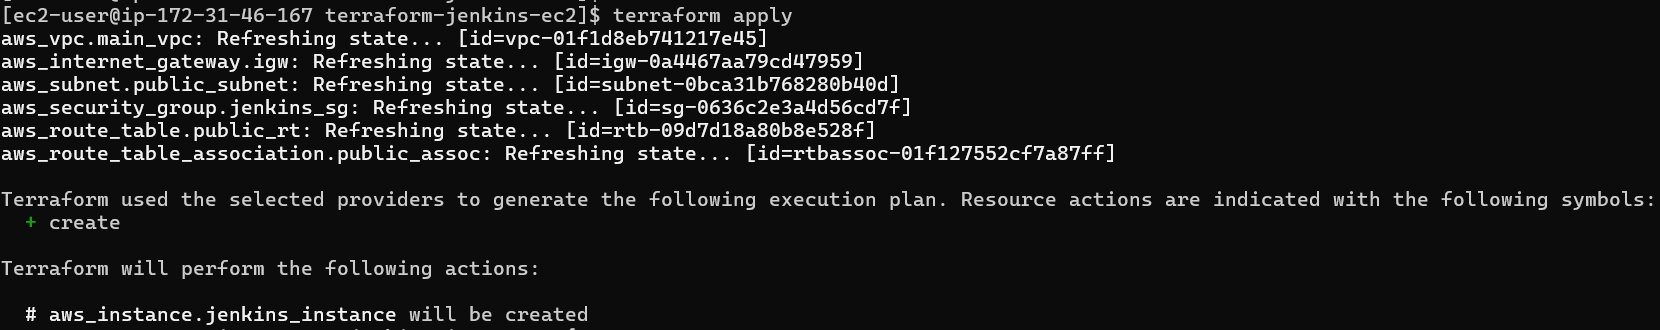 [ec2-user@ip-172-31-46-167 terraform-jenkins-ec2]$ terraform apply
aws_vpc.main_vpc: Refreshing state... [id=vpc-01f1d8eb741217e45]
aws_internet_gateway.igw: Refreshing state... [id=igw-0a4467aa79cd47959]
aws_subnet.public_subnet: Refreshing state... [id=subnet-0bca31b768280b40d]
aws_security_group.jenkins_sg: Refreshing state... [id=sg-0636c2e3a4d56cd7f]
aws_route_table.public_rt: Refreshing state... [id=rtb-09d7d18a80b8e528f]
aws_route_table_association.public_assoc: Refreshing state... [id=rtbassoc-01f127552cf7a87ff]
Terraform used the selected providers to generate the following execution plan. Resource actions are indicated with the following symbols:
+ create
Terraform will perform the following actions:
# aws_instance.jenkins_instance will be created